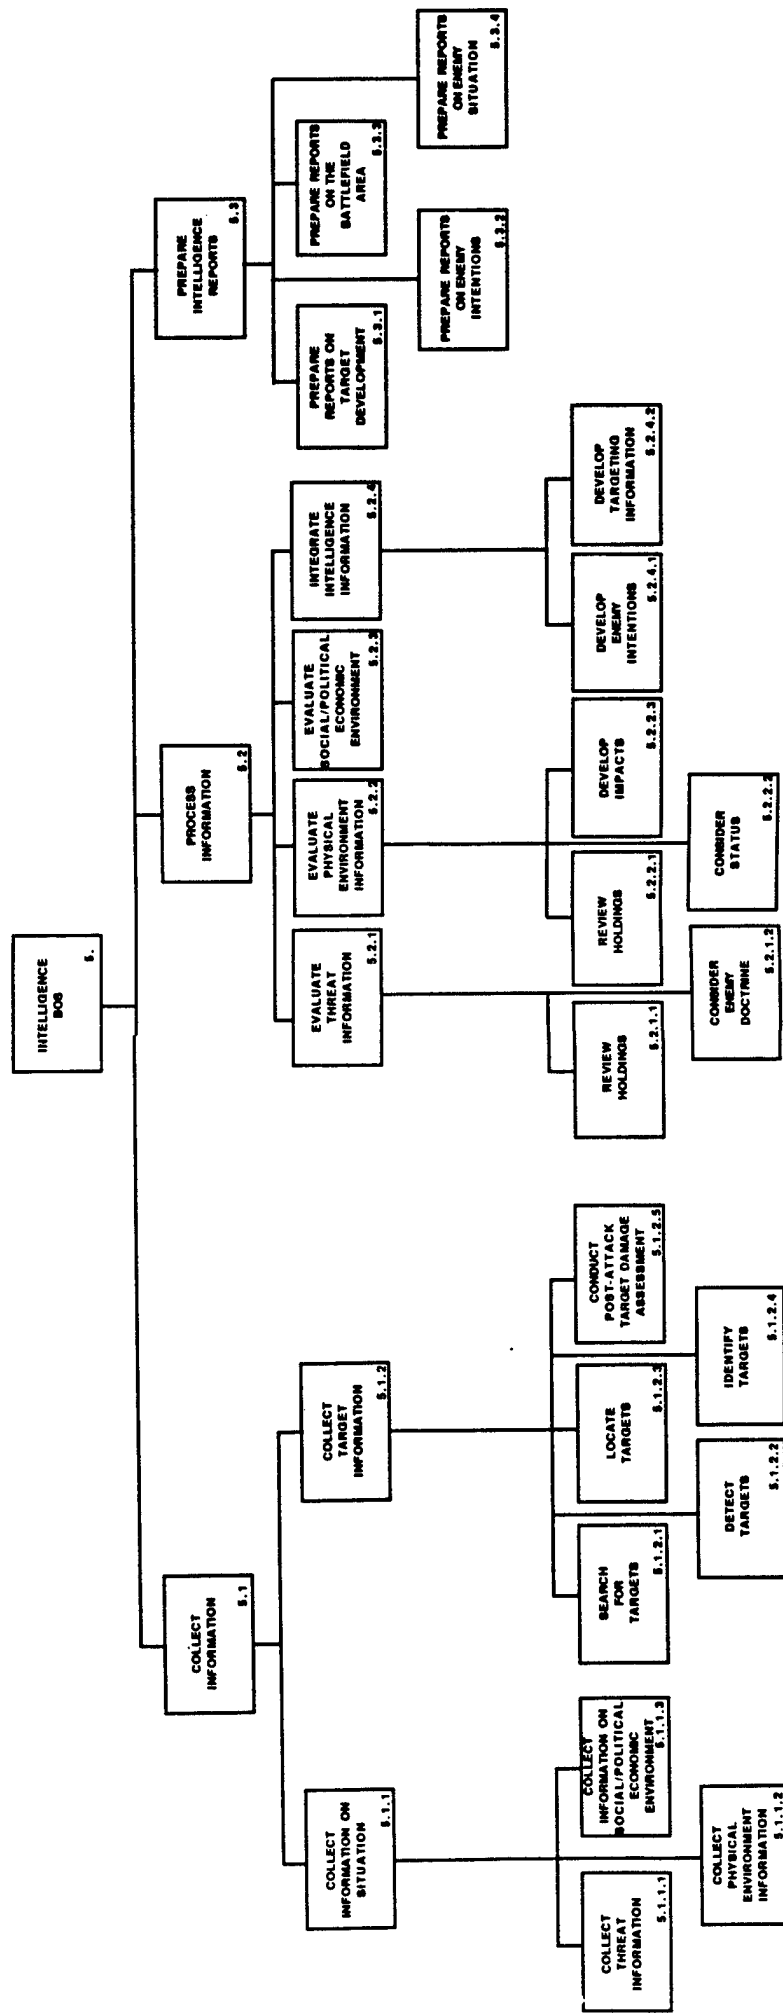 INTELLIGENCE
BOS
5.
COLLECT
INFORMATION
5.1
PROCESS
INFORMATION
5.2
PREPARE
INTELLIGENCE
REPORTS
5.3
COLLECT
INFORMATION ON
SITUATION
5.1.1
COLLECT
TARGET
INFORMATION
5.1.2
EVALUATE
THREAT
INFORMATION
5.2.1
EVALUATE
PHYSICAL
ENVIRONMENT
INFORMATION
5.2.2
EVALUATE
SOCIAL/POLITICAL
ECONOMIC
ENVIRONMENT
5.2.3
INTEGRATE
INTELLIGENCE
INFORMATION
5.2.4
PREPARE
REPORTS ON
TARGET
DEVELOPMENT
5.3.1
PREPARE REPORTS
ON THE
BATTLEFIELD
AREA
5.3.3
PREPARE REPORTS
ON ENEMY
INTENTIONS
5.3.2
PREPARE REPORTS
ON ENEMY
SITUATION
5.3.4
COLLECT
THREAT
INFORMATION
5.1.1.1
COLLECT
INFORMATION ON
SOCIAL/POLITICAL
ECONOMIC
ENVIRONMENT
5.1.1.3
SEARCH
FOR
TARGETS
5.1.2.1
LOCATE
TARGETS
5.1.2.3
CONDUCT
POST-ATTACK
TARGET DAMAGE
ASSESSMENT
5.1.2.5
REVIEW
HOLDINGS
5.2.1.1
REVIEW
HOLDINGS
5.2.2.1
DEVELOP
IMPACTS
5.2.2.3
DEVELOP
ENEMY
INTENTIONS
5.2.4.1
DEVELOP
TARGETING
INFORMATION
5.2.4.2
COLLECT
PHYSICAL
ENVIRONMENT
INFORMATION
5.1.1.2
DETECT
TARGETS
5.1.2.2
IDENTIFY
TARGETS
5.1.2.4
CONSIDER
ENEMY
DOCTRINE
5.2.1.2
CONSIDER
STATUS
5.2.2.2